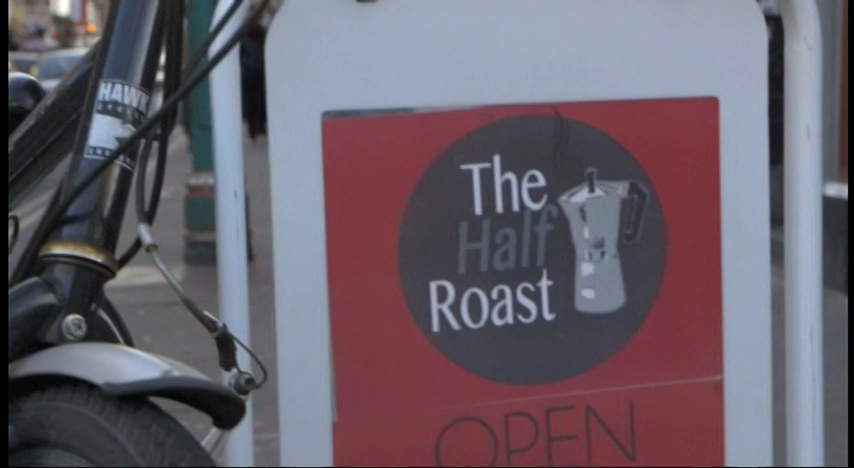 HAWK
The
Half
Roast
OPEN